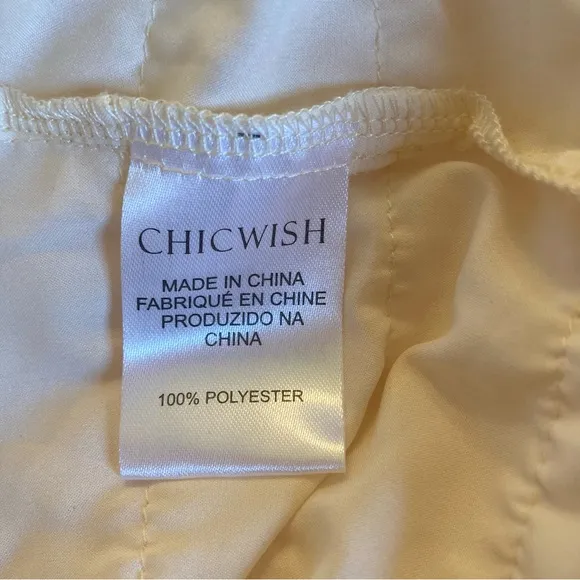 CHICWISH
MADE IN CHINA
FABRIQUÉ EN CHINE
PRODUZIDO NA
CHINA
100% POLYESTER